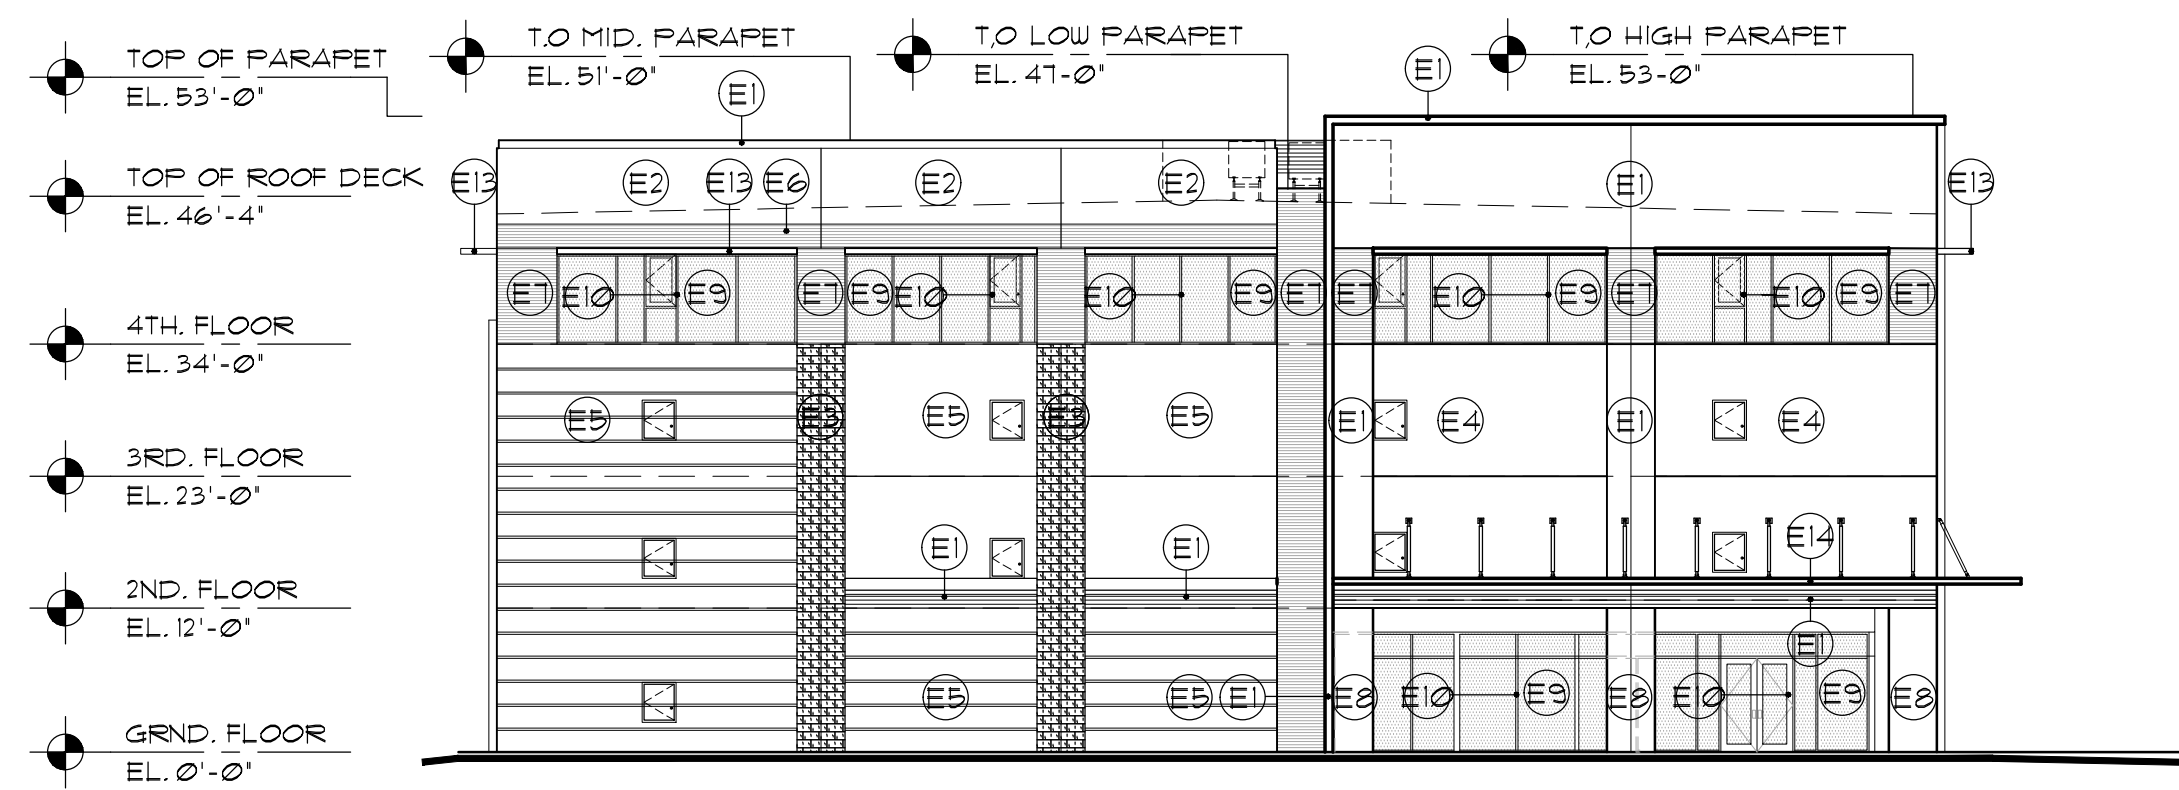 TOP OF PARAPET
EL. 53'-0"
T.O MID. PARAPET
EL. 51'-0"
T,O LOW PARAPET
EL. 47-0"
T,O HIGH PARAPET
EL. 53-0"
E1
E1
TOP OF ROOF DECK
EL. 46'-4"
E13 E2 E13 E6 E2 E2 E1 E13
4TH. FLOOR
EL. 34'-0"
E7 E10 E9 E7 E9 E10 E10 E9 E7 E7 E10 E9 E7 E10 E9 E7
E5 E3 E5 E3 E5 E1 E4 E1 E4
3RD. FLOOR
EL. 23'-0"
E1 E1 E14
2ND. FLOOR
EL. 12'-0"
E1
E5 E5 E5 E1 E8 E10 E9 E8 E10 E9 E8
GRND. FLOOR
EL. 0'-0"